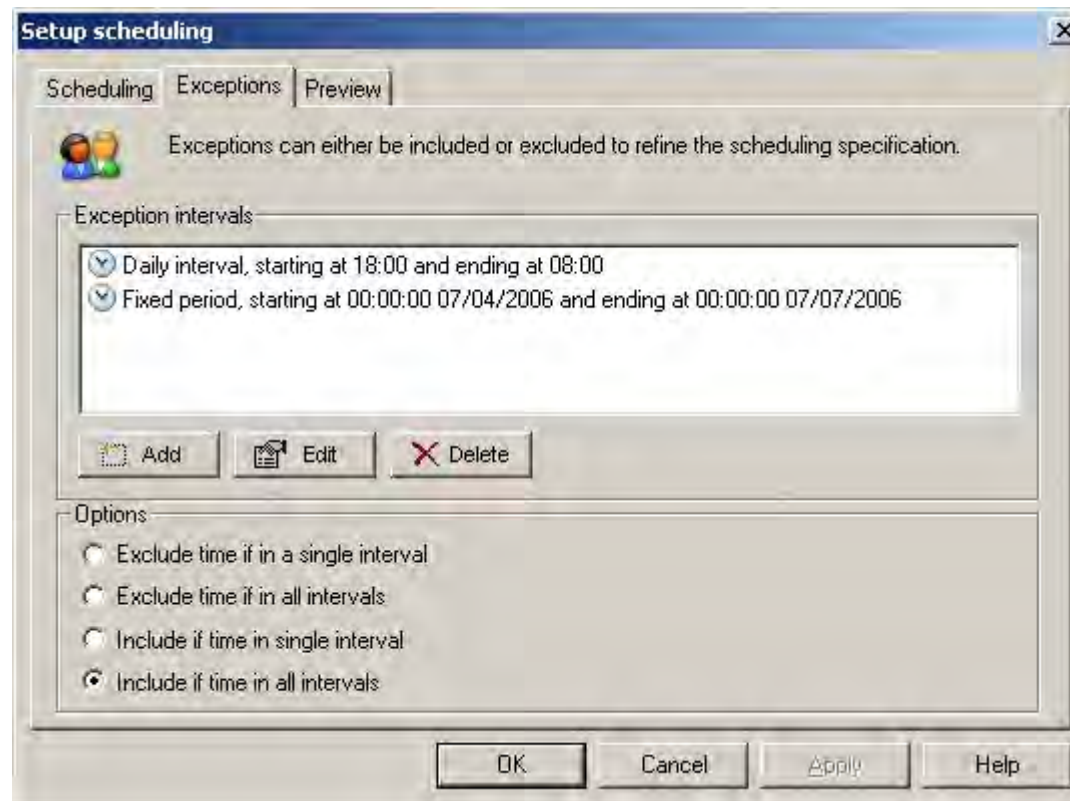 Setup scheduling
Scheduling Exceptions Preview
Exceptions can either be included or excluded to refine the scheduling specification.
Exception intervals
Daily interval, starting at 18:00 and ending at 08:00
Fixed period, starting at 00:00:00 07/04/2006 and ending at 00:00:00 07/07/2006
Add Edit Delete
Options
Exclude time if in a single interval
Exclude time if in all intervals
Include if time in single interval
Include if time in all intervals
OK Cancel Apply Help